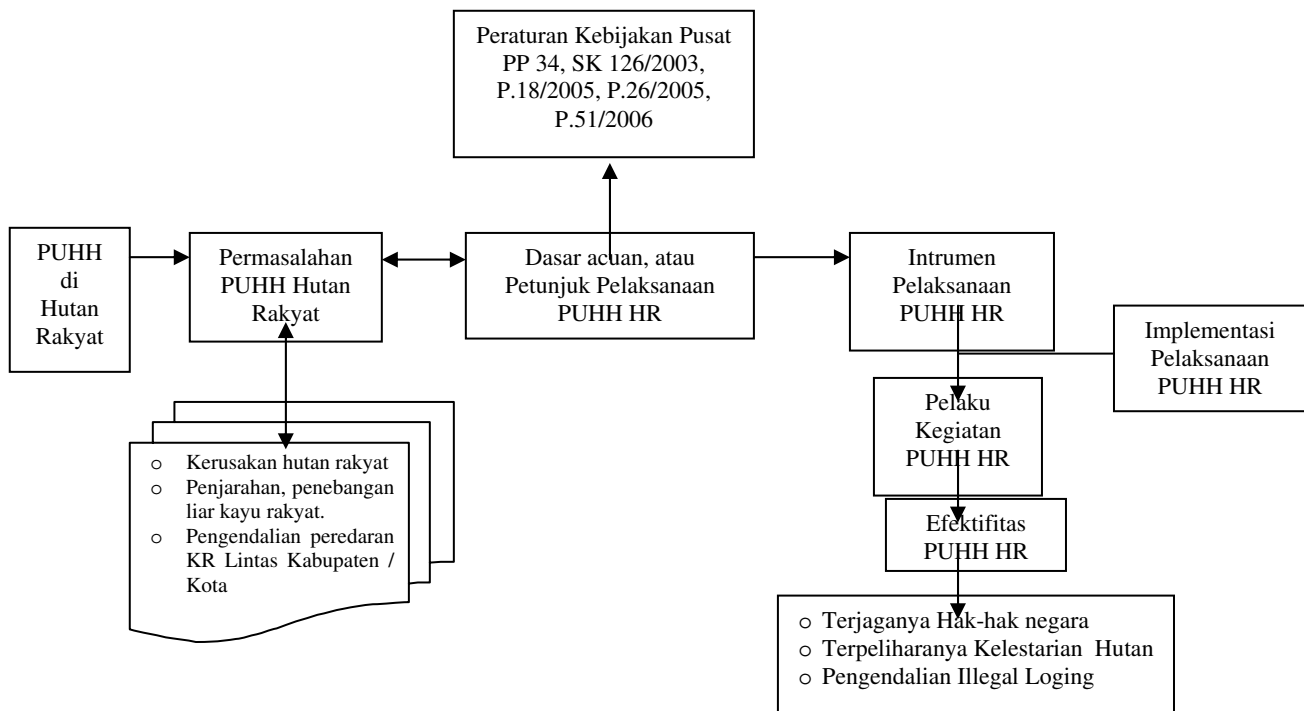 Peraturan Kebijakan Pusat
PP 34, SK 126/2003,
P.18/2005, P.26/2005,
P.51/2006
PUHH
di
Hutan
Rakyat
Permasalahan
PUHH Hutan
Rakyat
Dasar acuan, atau
Petunjuk Pelaksanaan
PUHH HR
Intrumen
Pelaksanaan
PUHH HR
Implementasi
Pelaksanaan
PUHH HR
Pelaku
Kegiatan
PUHH HR
o Kerusakan hutan rakyat
o Penjarahan, penebangan
liar kayu rakyat.
o Pengendalian peredaran
KR Lintas Kabupaten /
Kota
Efektifitas
PUHH HR
o Terjaganya Hak-hak negara
o Terpeliharanya Kelestarian Hutan
o Pengendalian Illegal Loging